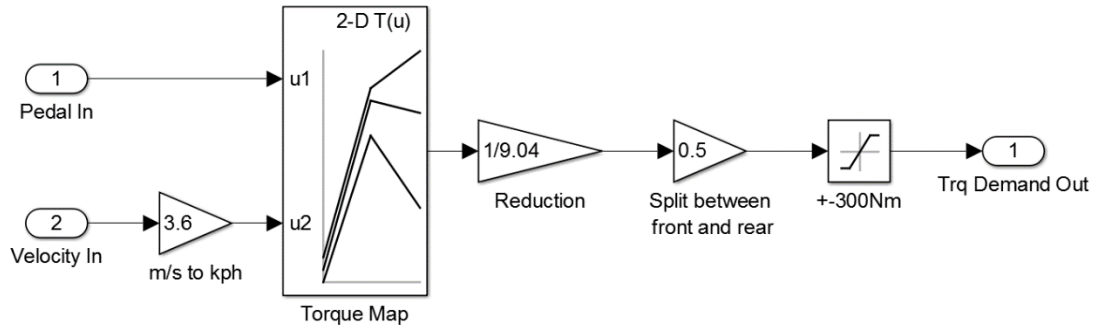 2-D T(u)
1
Pedal In
u1
2
Velocity In
3.6
m/s to kph
u2
Torque Map
1/9.04
Reduction
0.5
Split between
front and rear
+-300Nm
1
Trq Demand Out